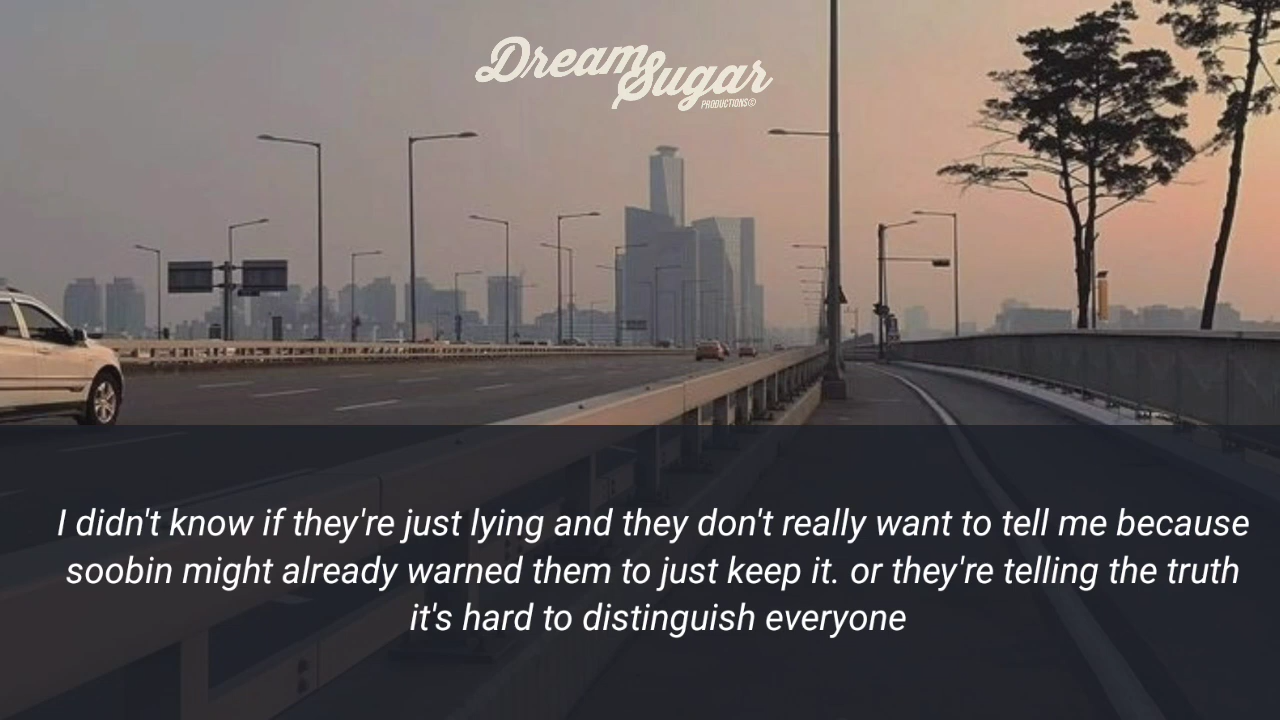 Dream Sugar
PRODUCTIONS©
I didn't know if they're just lying and they don't really want to tell me because
soobin might already warned them to just keep it. or they're telling the truth
it's hard to distinguish everyone